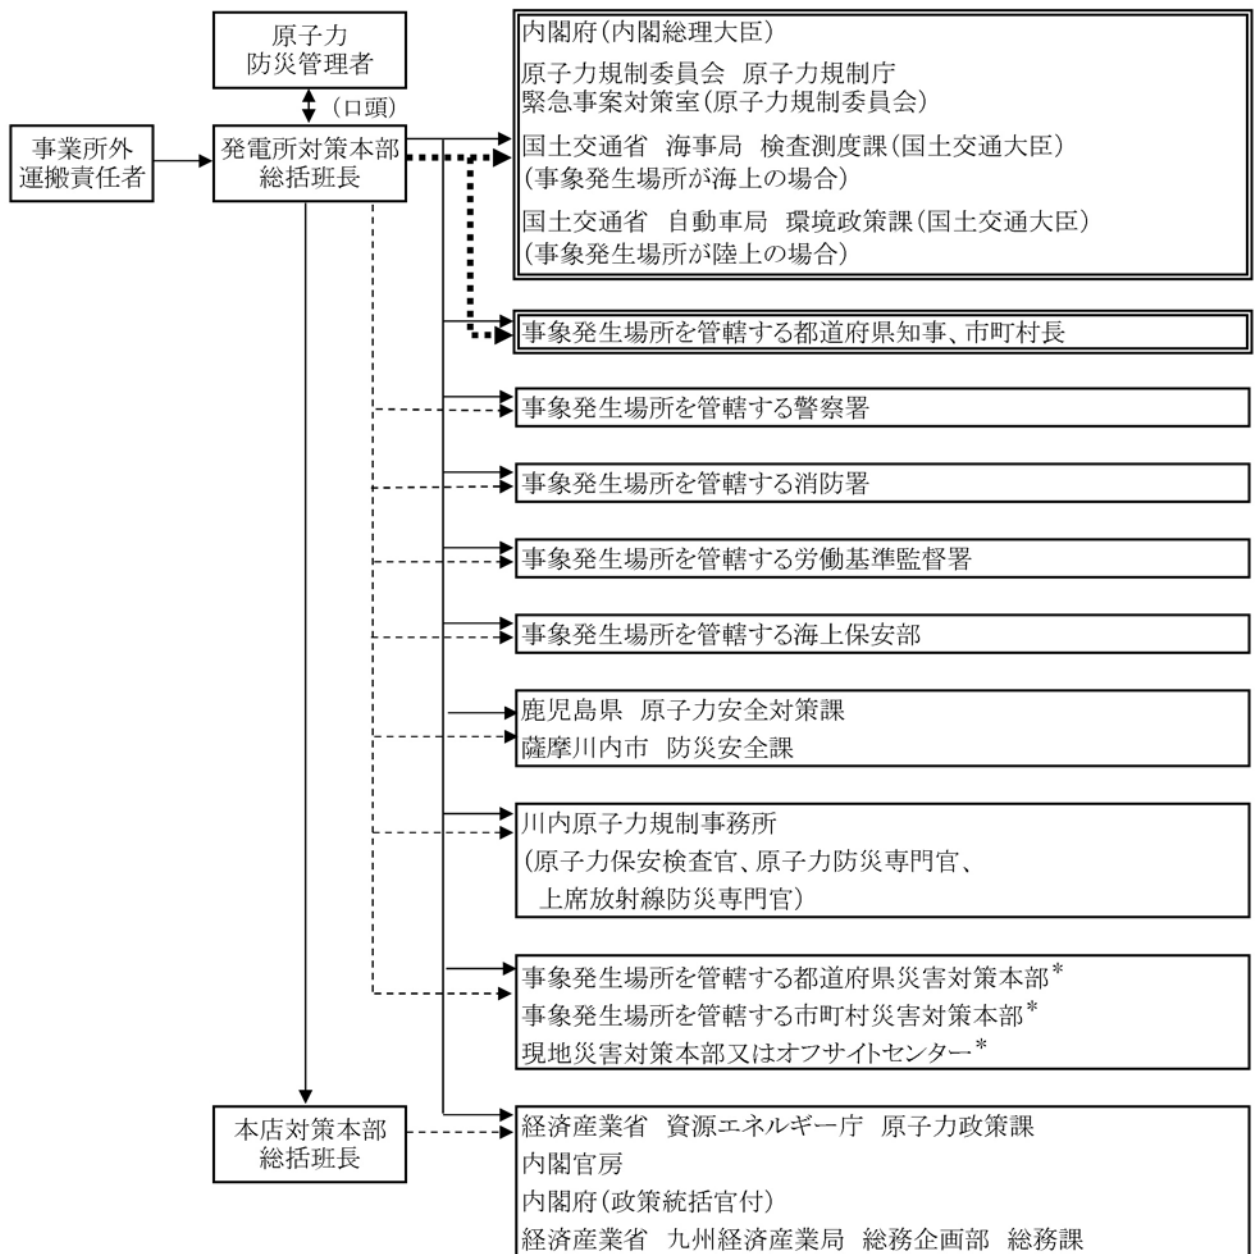 原子力
防災管理者
(口頭)
事業所外
運搬責任者
発電所対策本部
総括班長
内閣府(内閣総理大臣)
原子力規制委員会 原子力規制庁
緊急事案対策室(原子力規制委員会)
国土交通省 海事局 検査測度課(国土交通大臣)
(事象発生場所が海上の場合)
国土交通省 自動車局 環境政策課(国土交通大臣)
(事象発生場所が陸上の場合)
事象発生場所を管轄する都道府県知事、市町村長
事象発生場所を管轄する警察署
事象発生場所を管轄する消防署
事象発生場所を管轄する労働基準監督署
事象発生場所を管轄する海上保安部
鹿児島県 原子力安全対策課
薩摩川内市 防災安全課
川内原子力規制事務所
(原子力保安検査官、原子力防災専門官、
上席放射線防災専門官)
事象発生場所を管轄する都道府県災害対策本部*
事象発生場所を管轄する市町村災害対策本部*
現地災害対策本部又はオフサイトセンター*
本店対策本部
総括班長
経済産業省 資源エネルギー庁 原子力政策課
内閣官房
内閣府(政策統括官付)
経済産業省 九州経済産業局 総務企画部 総務課